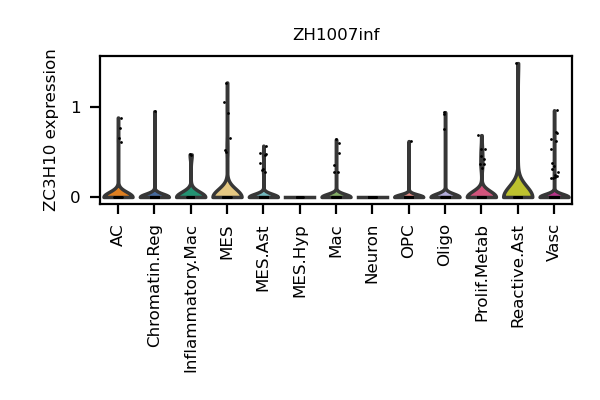 ZH1007inf
ZC3H10 expression
1
0
AC
Chromatin.Reg
Inflammatory.Mac
MES
MES.Ast
MES.Hyp
Mac
Neuron
OPC
Oligo
Prolif.Metab
Reactive.Ast
Vasc